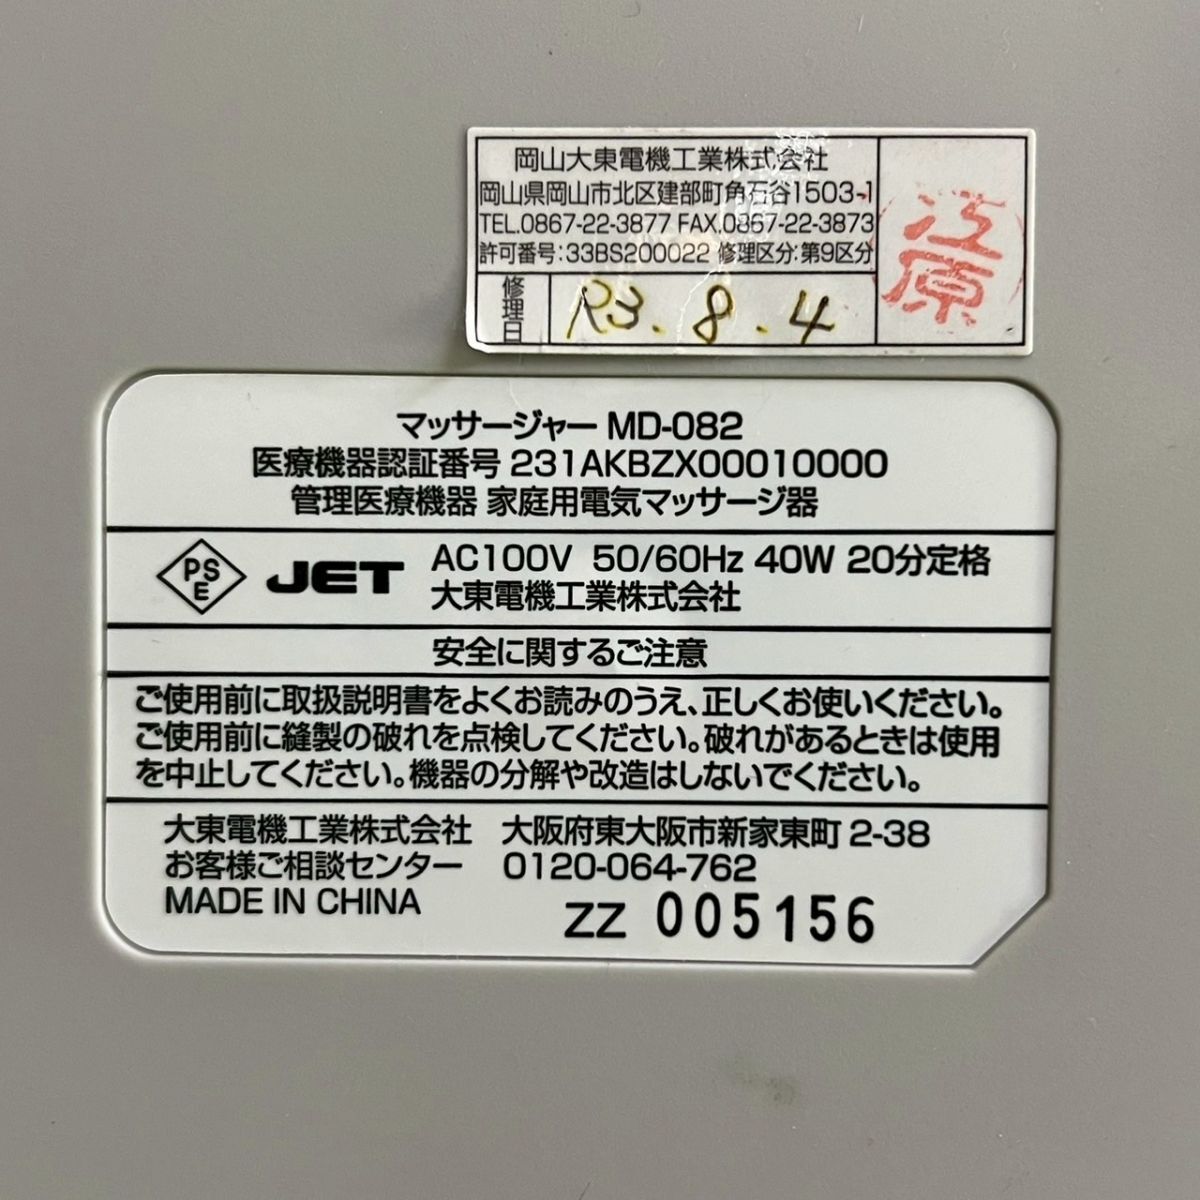 岡山大東電機工業株式会社
岡山県岡山市北区建部町角石谷1503-1
TEL.0867-22-3877 FAX.0867-22-3873
許可番号:33BS200022 修理区分:第9区分
修理日 R3.8.4
江原
マッサージャー MD-082
医療機器認証番号 231AKBZX00010000
管理医療機器 家庭用電気マッサージ器
PSE JET AC100V 50/60Hz 40W 20分定格
大東電機工業株式会社
安全に関するご注意
ご使用前に取扱説明書をよくお読みのうえ、正しくお使いください。
ご使用前に縫製の破れを点検してください。破れがあるときは使用
を中止してください。機器の分解や改造はしないでください。
大東電機工業株式会社 大阪府東大阪市新家東町 2-38
お客様ご相談センター 0120-064-762
MADE IN CHINA
ZZ 005156